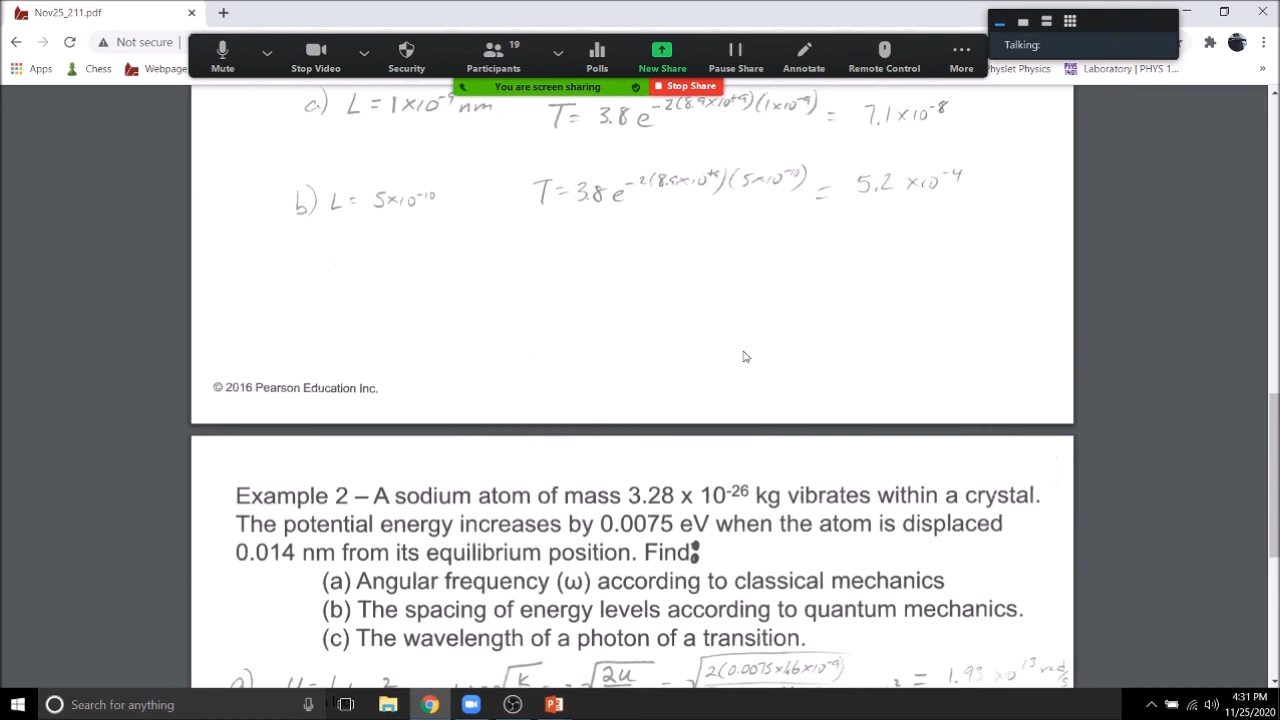 Nov25_211.pdf
Not secure
Talking:
Mute
Stop Video
Security
19
Participants
Polls
New Share
Pause Share
Annotate
Remote Control
More
Apps
Chess
Webpage
Physlet Physics
Laboratory | PHYS 1...
You are screen sharing
Stop Share
a) L = 1×10⁻⁹ nm T = 3.8 e^-2(8.9×10⁺⁹)(1×10⁻⁹) = 7.1×10⁻⁸
b) L = 5×10⁻¹⁰ T = 3.8 e^-2(8.9×10⁺⁹)(5×10⁻¹⁰) = 5.2 ×10⁻⁴
© 2016 Pearson Education Inc.
Example 2 – A sodium atom of mass 3.28 x 10⁻²⁶ kg vibrates within a crystal.
The potential energy increases by 0.0075 eV when the atom is displaced
0.014 nm from its equilibrium position. Find:
(a) Angular frequency (ω) according to classical mechanics
(b) The spacing of energy levels according to quantum mechanics.
(c) The wavelength of a photon of a transition.
= 1.93 ×10¹³ rad/s
Type here to search
4:31 PM
11/25/2020